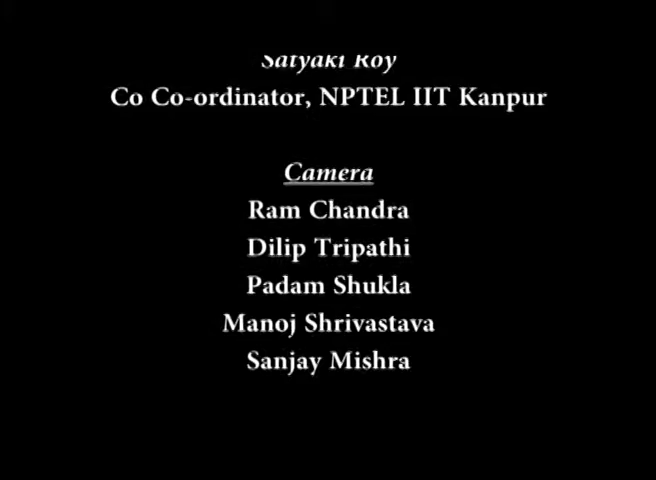 Satyaki Roy
Co Co-ordinator, NPTEL IIT Kanpur
Camera
Ram Chandra
Dilip Tripathi
Padam Shukla
Manoj Shrivastava
Sanjay Mishra